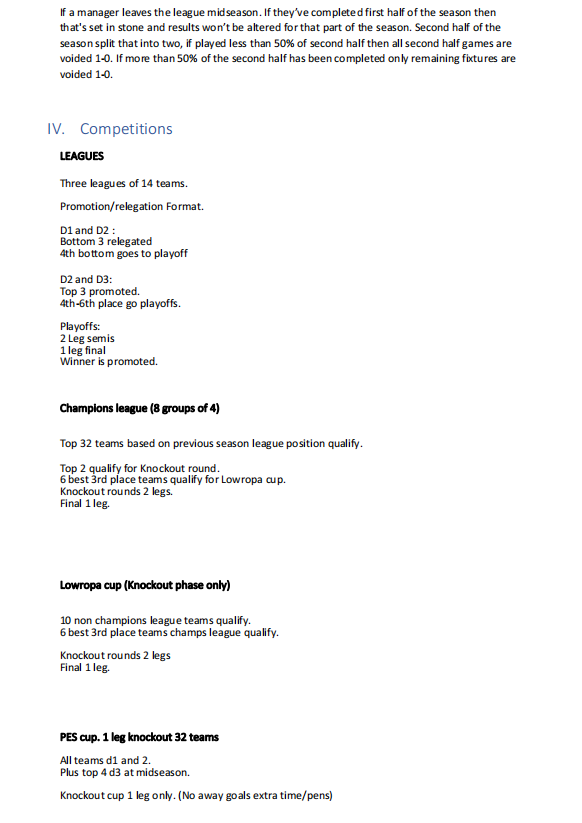 If a manager leaves the league midseason. If they've completed first half of the season then
that's set in stone and results won't be altered for that part of the season. Second half of the
season split that into two, if played less than 50% of second half then all second half games are
voided 1-0. If more than 50% of the second half has been completed only remaining fixtures are
voided 1-0.
IV. Competitions
LEAGUES
Three leagues of 14 teams.
Promotion/relegation Format.
D1 and D2 :
Bottom 3 relegated
4th bottom goes to playoff
D2 and D3:
Top 3 promoted.
4th-6th place go playoffs.
Playoffs:
2 Leg semis
1 leg final
Winner is promoted.
Champions league (8 groups of 4)
Top 32 teams based on previous season league position qualify.
Top 2 qualify for Knockout round.
6 best 3rd place teams qualify for Lowropa cup.
Knockout rounds 2 legs.
Final 1 leg.
Lowropa cup (Knockout phase only)
10 non champions league teams qualify.
6 best 3rd place teams champs league qualify.
Knockout rounds 2 legs
Final 1 leg.
PES cup. 1 leg knockout 32 teams
All teams d1 and 2.
Plus top 4 d3 at midseason.
Knockout cup 1 leg only. (No away goals extra time/pens)